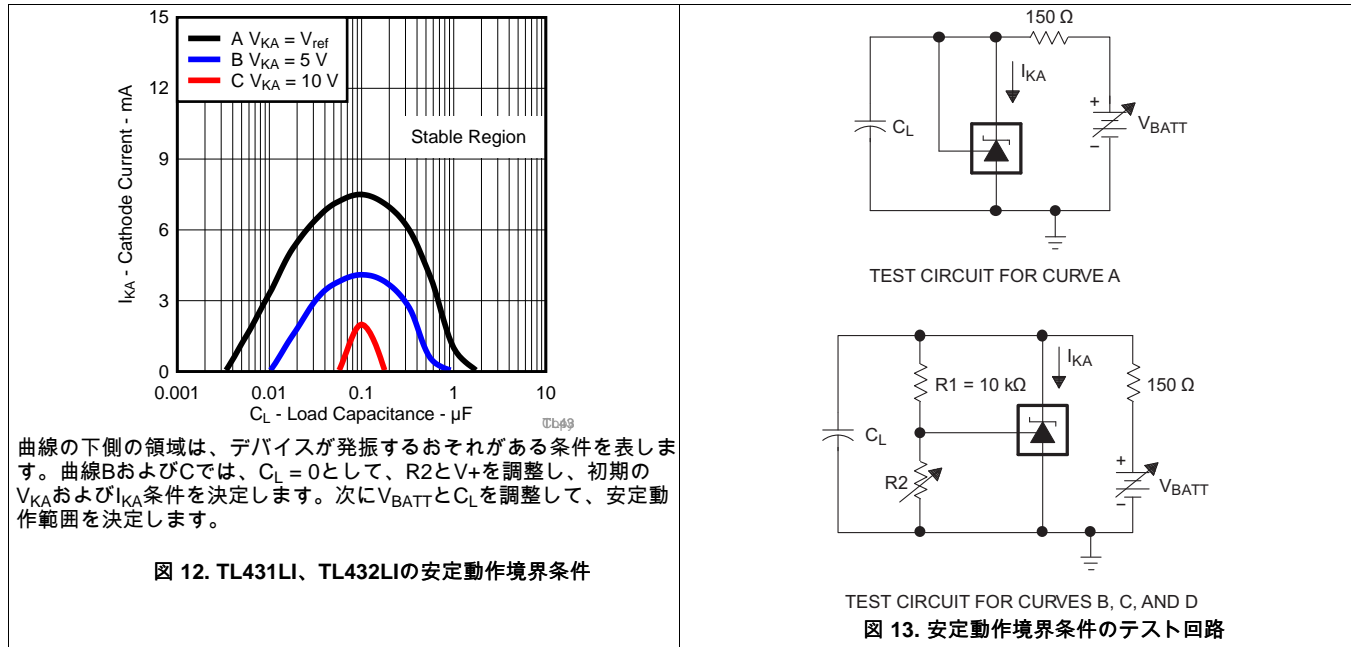 15
12
9
6
3
0
I_KA - Cathode Current - mA
A V_KA = V_ref
B V_KA = 5 V
C V_KA = 10 V
Stable Region
0.001 0.01 0.1 1 10
C_L - Load Capacitance - µF
曲線の下側の領域は、デバイスが発振するおそれがある条件を表しま
す。曲線BおよびCでは、C_L = 0として、R2とV+を調整し、初期の
V_KAおよびI_KA条件を決定します。次にV_BATTとC_Lを調整して、安定動
作範囲を決定します。
図 12. TL431LI、TL432LIの安定動作境界条件
150 Ω
I_KA
C_L
+
V_BATT
−
TEST CIRCUIT FOR CURVE A
I_KA
R1 = 10 kΩ
150 Ω
C_L
+
R2
V_BATT
−
TEST CIRCUIT FOR CURVES B, C, AND D
図 13. 安定動作境界条件のテスト回路